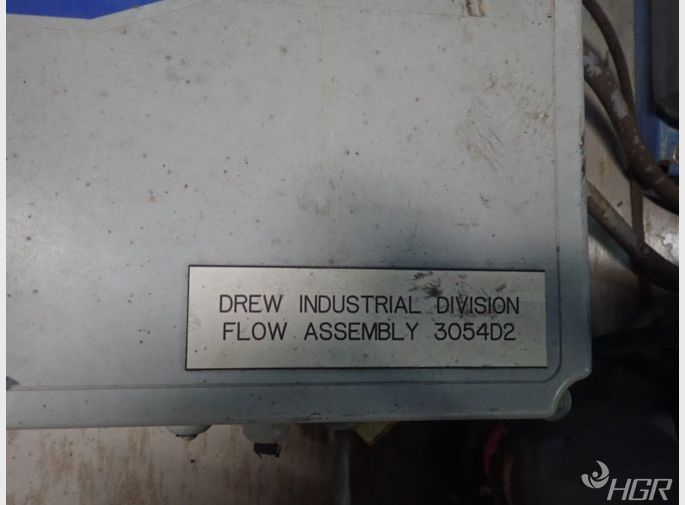 DREW INDUSTRIAL DIVISION
FLOW ASSEMBLY 3054D2
HGR